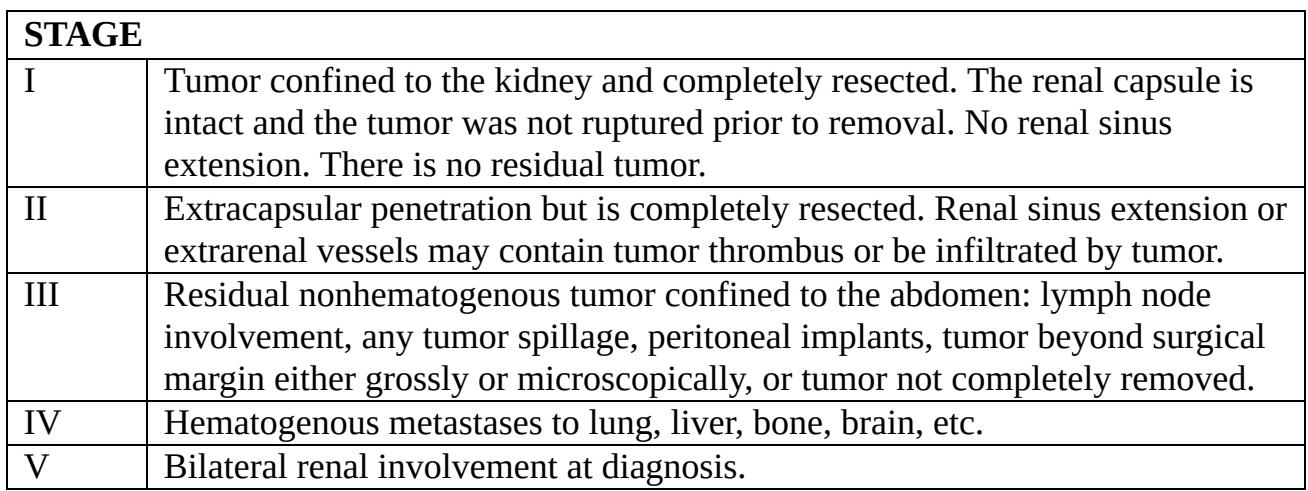 STAGE
I Tumor confined to the kidney and completely resected. The renal capsule is
intact and the tumor was not ruptured prior to removal. No renal sinus
extension. There is no residual tumor.
II Extracapsular penetration but is completely resected. Renal sinus extension or
extrarenal vessels may contain tumor thrombus or be infiltrated by tumor.
III Residual nonhematogenous tumor confined to the abdomen: lymph node
involvement, any tumor spillage, peritoneal implants, tumor beyond surgical
margin either grossly or microscopically, or tumor not completely removed.
IV Hematogenous metastases to lung, liver, bone, brain, etc.
V Bilateral renal involvement at diagnosis.